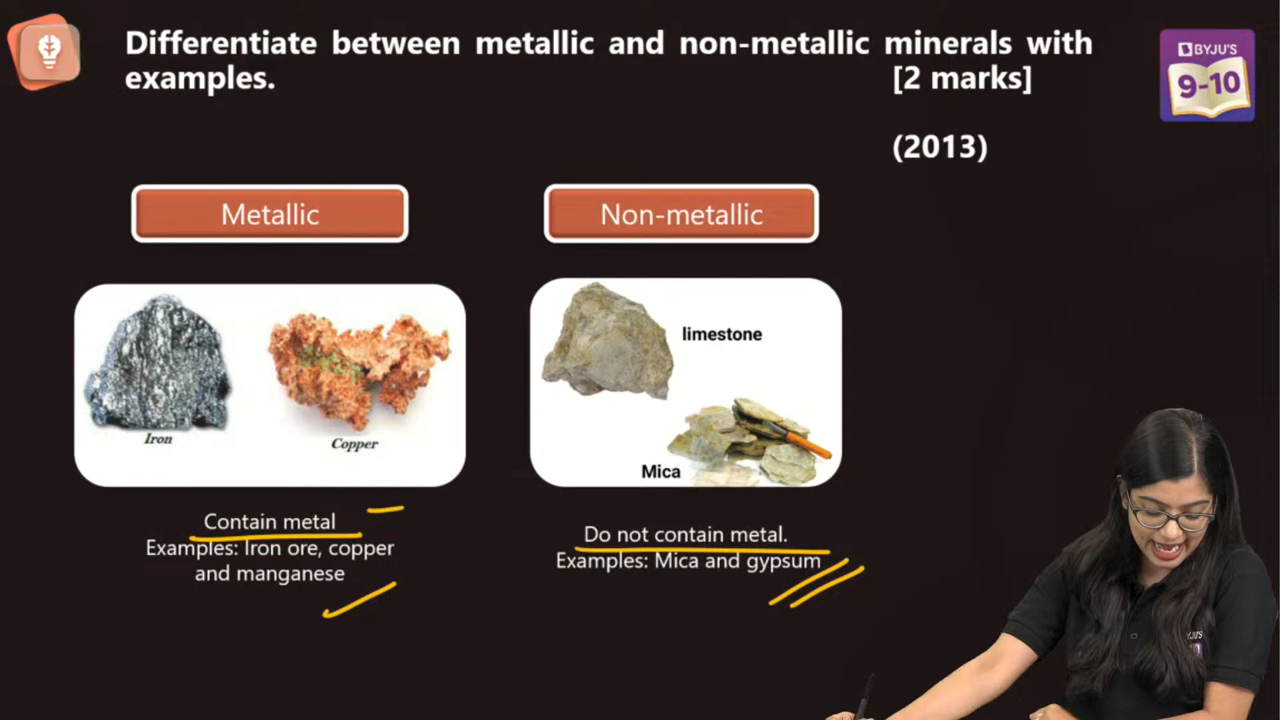 Differentiate between metallic and non-metallic minerals with
examples. [2 marks]
(2013)
BYJU'S
9-10
Metallic
Non-metallic
Iron
Copper
limestone
Mica
Contain metal
Examples: Iron ore, copper
and manganese
Do not contain metal.
Examples: Mica and gypsum
BYJU'S